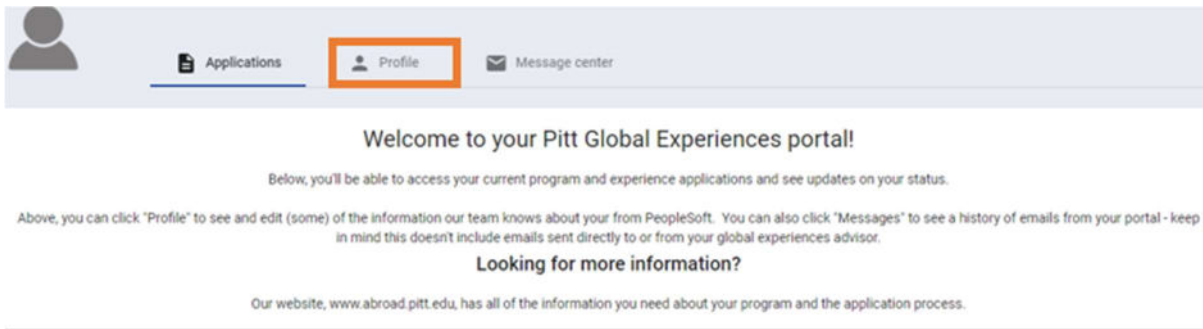 Applications Profile Message center
Welcome to your Pitt Global Experiences portal!
Below, you'll be able to access your current program and experience applications and see updates on your status.
Above, you can click "Profile" to see and edit (some) of the information our team knows about your from PeopleSoft. You can also click "Messages" to see a history of emails from your portal - keep
in mind this doesn't include emails sent directly to or from your global experiences advisor.
Looking for more information?
Our website, www.abroad.pitt.edu, has all of the information you need about your program and the application process.